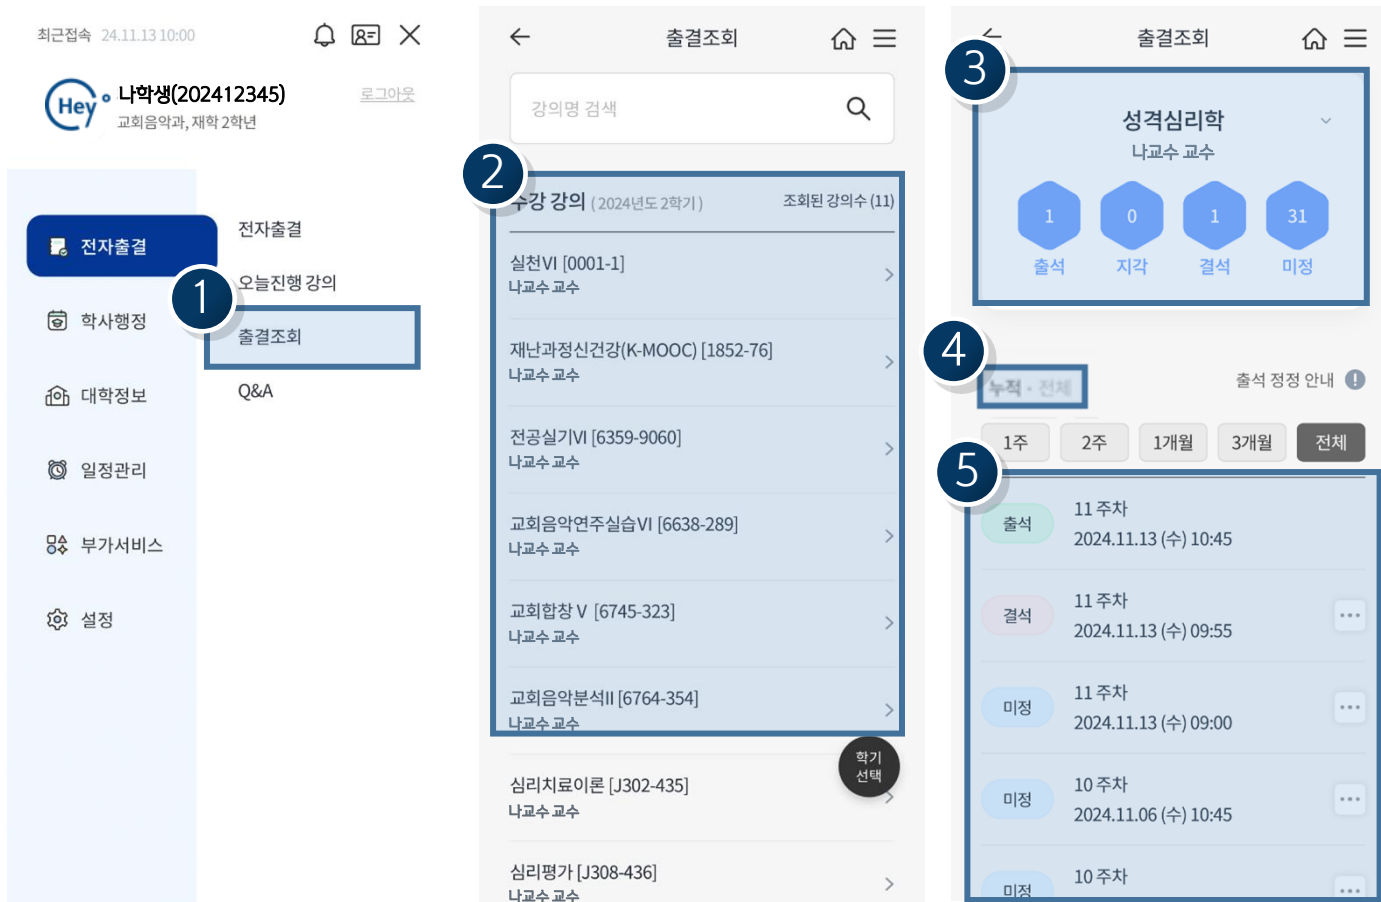 최근접속 24.11.13 10:00
Hey
나학생(202412345)
로그아웃
교회음악과, 재학 2학년
전자출결
학사행정
대학정보
일정관리
부가서비스
설정
전자출결
오늘진행 강의
1
출결조회
Q&A
출결조회
강의명 검색
2
수강 강의 (2024년도 2학기)
조회된 강의수 (11)
실천VI [0001-1]
나교수 교수
재난과정신건강(K-MOOC) [1852-76]
나교수 교수
전공실기VI [6359-9060]
나교수 교수
교회음악연주실습VI [6638-289]
나교수 교수
교회합창 V [6745-323]
나교수 교수
교회음악분석II [6764-354]
나교수 교수
학기
선택
심리치료이론 [J302-435]
나교수 교수
심리평가 [J308-436]
나교수 교수
출결조회
3
성격심리학
나교수 교수
1 0 1 31
출석 지각 결석 미정
4
누적 · 전체
출석 정정 안내 !
1주 2주 1개월 3개월 전체
5
출석
11 주차
2024.11.13 (수) 10:45
결석
11 주차
2024.11.13 (수) 09:55
미정
11 주차
2024.11.13 (수) 09:00
미정
10 주차
2024.11.06 (수) 10:45
미정
10 주차